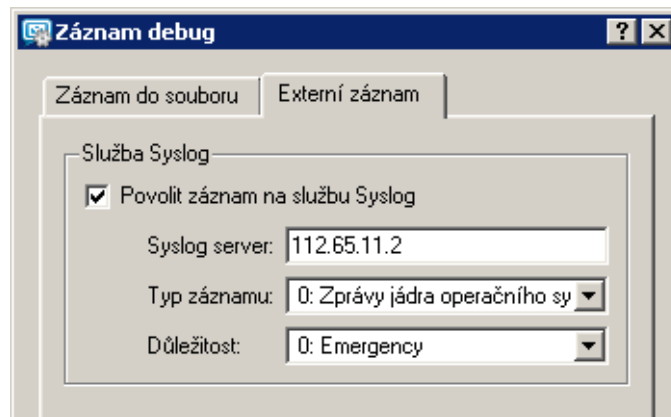 Záznam debug
Záznam do souboru Externí záznam
Služba Syslog
Povolit záznam na službu Syslog
Syslog server: 112.65.11.2
Typ záznamu: 0: Zprávy jádra operačního sy
Důležitost: 0: Emergency